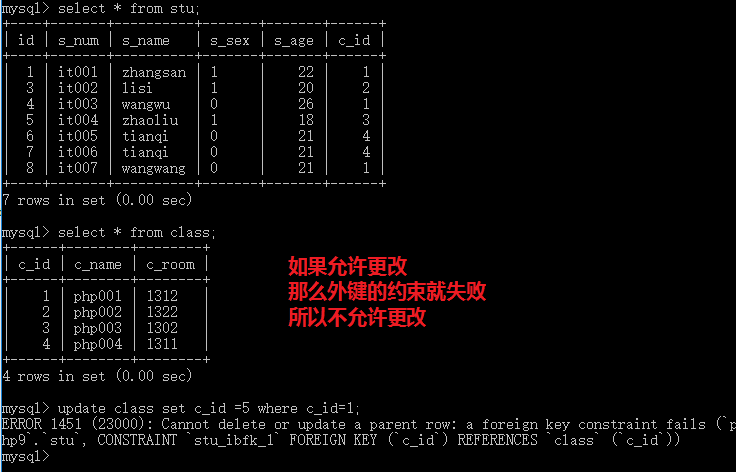 mysql> select * from stu;
+----+-------+----------+-------+-------+------+
| id | s_num | s_name   | s_sex | s_age | c_id |
+----+-------+----------+-------+-------+------+
|  1 | it001 | zhangsan | 1     |    22 |    1 |
|  3 | it002 | lisi     | 1     |    20 |    2 |
|  4 | it003 | wangwu   | 0     |    26 |    1 |
|  5 | it004 | zhaoliu  | 1     |    18 |    3 |
|  6 | it005 | tianqi   | 0     |    21 |    4 |
|  7 | it006 | tianqi   | 0     |    21 |    4 |
|  8 | it007 | wangwang | 0     |    21 |    1 |
+----+-------+----------+-------+-------+------+
7 rows in set (0.00 sec)
mysql> select * from class;
+------+--------+--------+
| c_id | c_name | c_room |
+------+--------+--------+
|    1 | php001 | 1312   |
|    2 | php002 | 1322   |
|    3 | php003 | 1302   |
|    4 | php004 | 1311   |
+------+--------+--------+
4 rows in set (0.00 sec)
如果允许更改
那么外键的约束就失败
所以不允许更改
mysql> update class set c_id =5 where c_id=1;
ERROR 1451 (23000): Cannot delete or update a parent row: a foreign key constraint fails (`p
hp9`.`stu`, CONSTRAINT `stu_ibfk_1` FOREIGN KEY (`c_id`) REFERENCES `class` (`c_id`))
mysql>